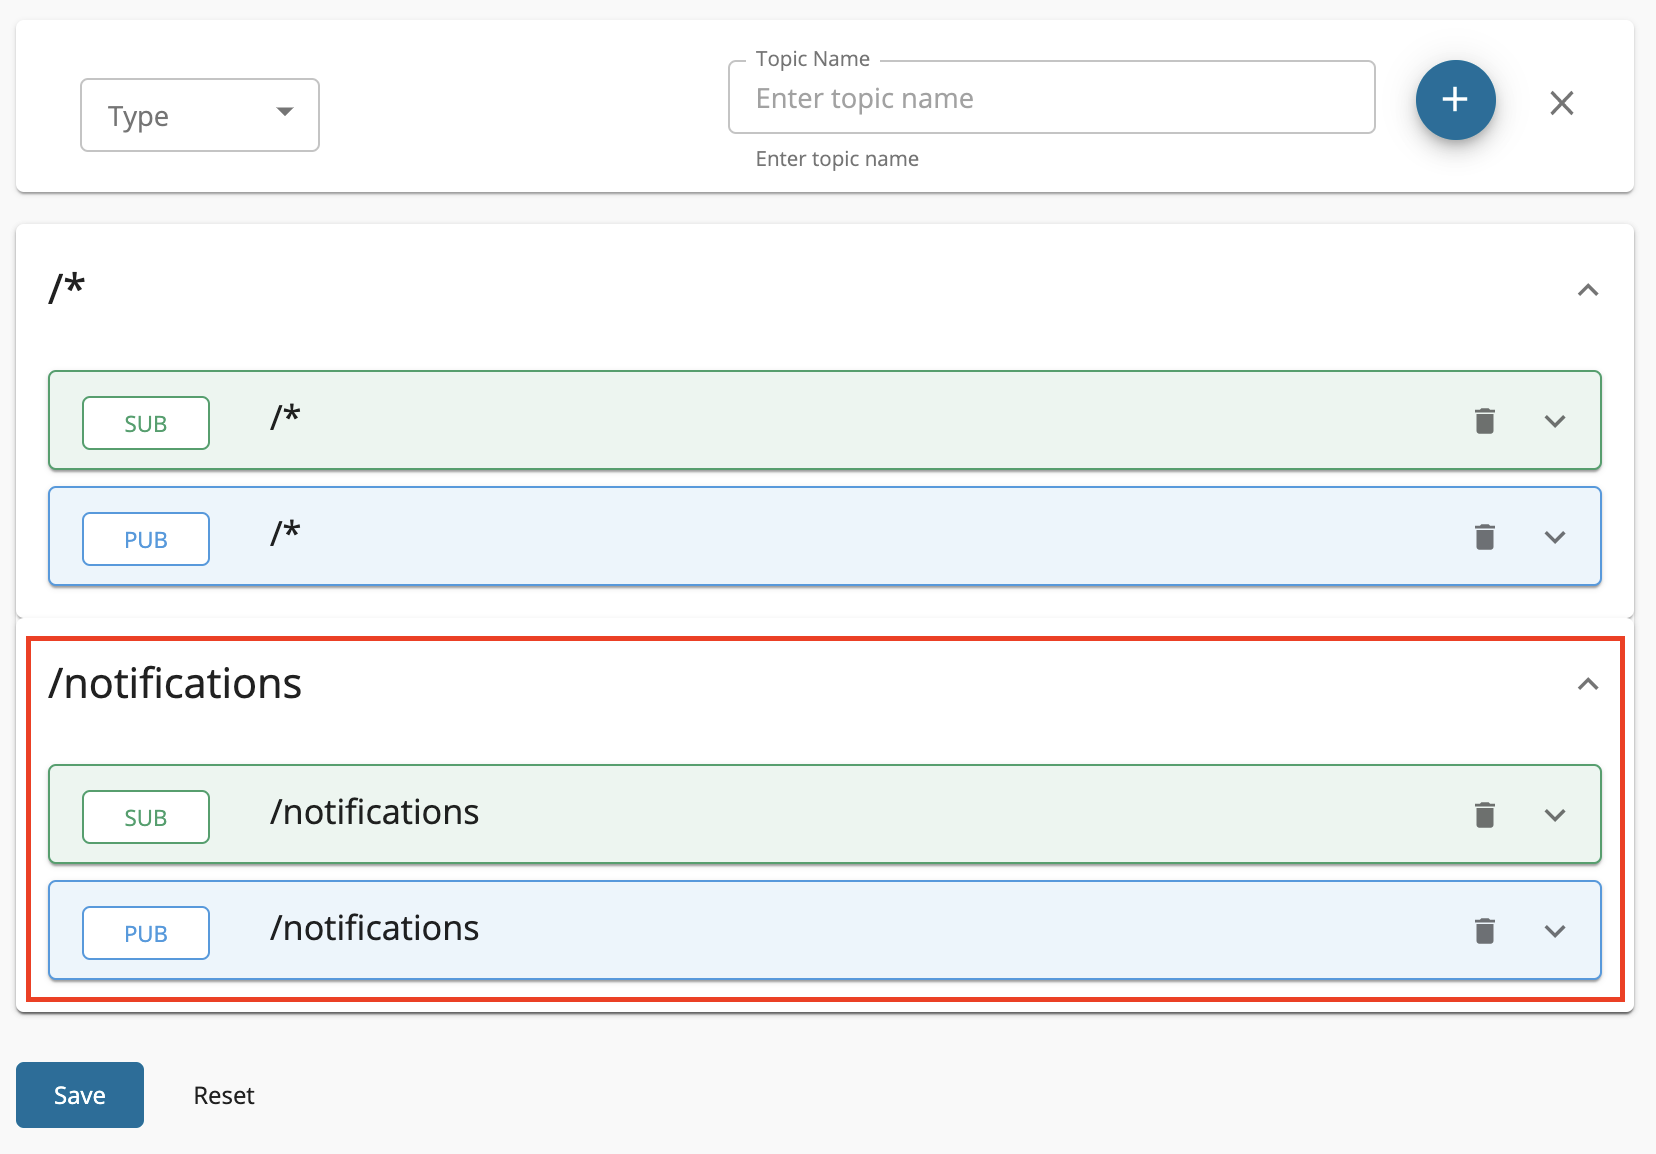 Topic Name
Type
Enter topic name
Enter topic name
/*
SUB /*
PUB /*
/notifications
SUB /notifications
PUB /notifications
Save Reset